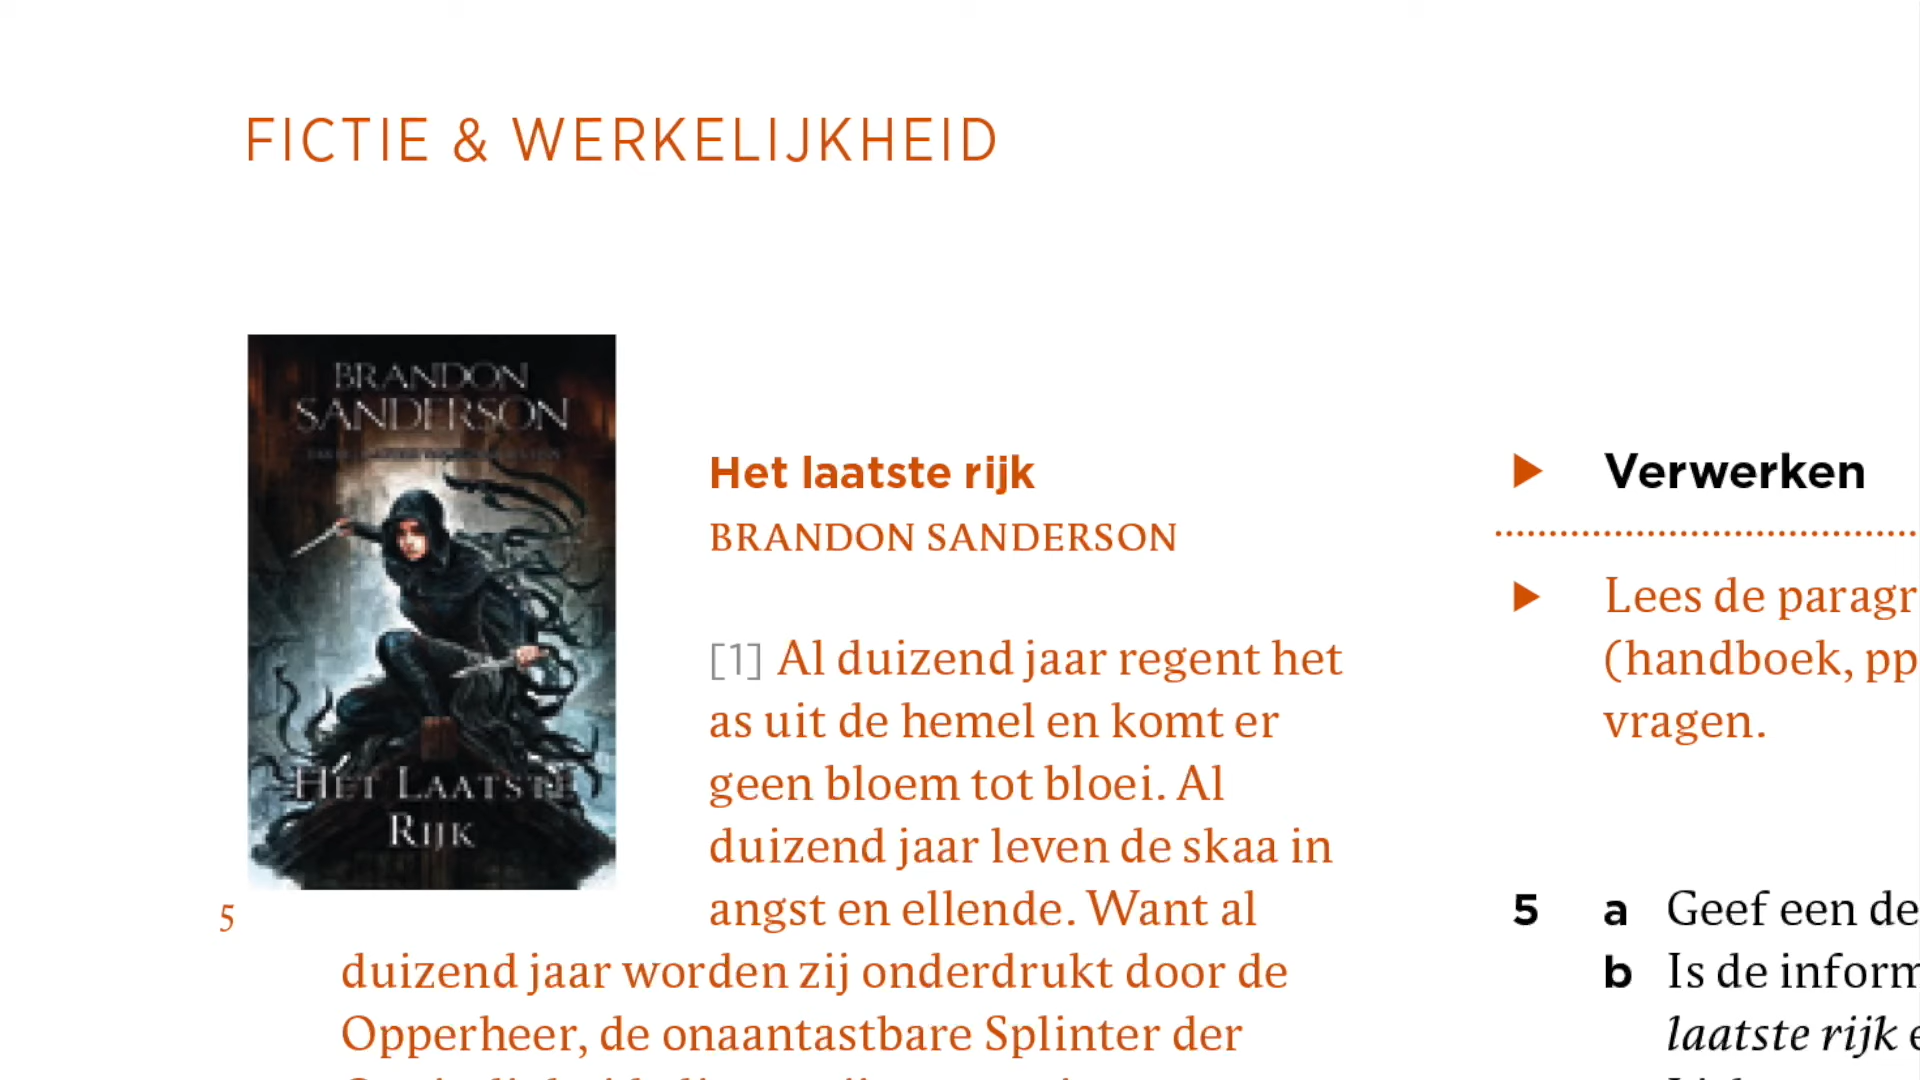 FICTIE & WERKELIJKHEID
BRANDON
SANDERSON
HET LAATSTE
RIJK
Het laatste rijk
BRANDON SANDERSON
[1] Al duizend jaar regent het
as uit de hemel en komt er
geen bloem tot bloei. Al
duizend jaar leven de skaa in
5 angst en ellende. Want al
duizend jaar worden zij onderdrukt door de
Opperheer, de onaantastbare Splinter der
▶ Verwerken
▶ Lees de paragr
(handboek, pp
vragen.
5 a Geef een de
b Is de inform
laatste rijk e